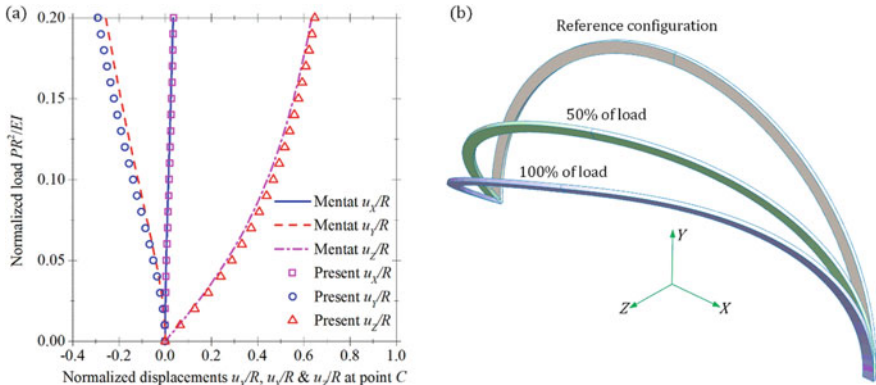 (a)
Normalized load PR²/EI
0.20
0.15
0.10
0.05
0.00
-0.4 -0.2 0.0 0.2 0.4 0.6 0.8 1.0
Normalized displacements u_X/R, u_Y/R & u_Z/R at point C
Mentat u_X/R
Mentat u_Y/R
Mentat u_Z/R
Present u_X/R
Present u_Y/R
Present u_Z/R
(b)
Reference configuration
50% of load
100% of load
Y
Z
X